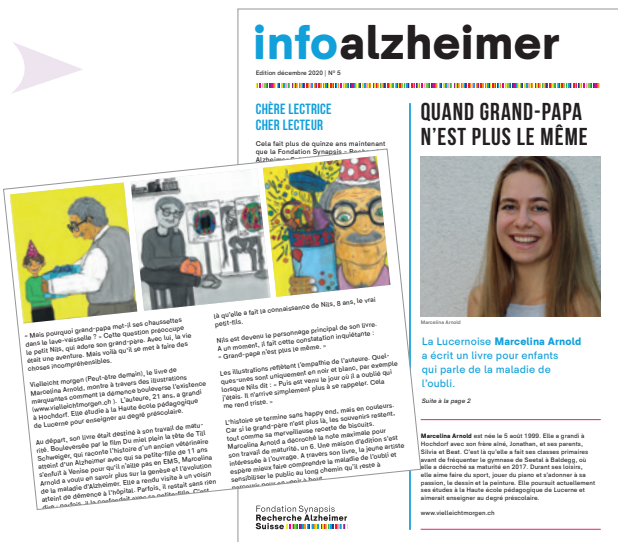 infoalzheimer
Edition décembre 2020 | N° 5
CHÈRE LECTRICE
CHER LECTEUR
Cela fait plus de quinze ans maintenant
que la Fondation Synapsis – Recherche
QUAND GRAND-PAPA
N'EST PLUS LE MÊME
Marcelina Arnold
La Lucernoise Marcelina Arnold
a écrit un livre pour enfants
qui parle de la maladie de
l'oubli.
Suite à la page 2
Marcelina Arnold est née le 5 août 1999. Elle a grandi à
Hochdorf avec son frère aîné, Jonathan, et ses parents,
Silvia et Beat. C'est là qu'elle a fait ses classes primaires
avant de fréquenter le gymnase de Seetal à Baldegg, où
elle a décroché sa maturité en 2017. Durant ses loisirs,
elle aime faire du sport, jouer du piano et s'adonner à sa
passion, le dessin et la peinture. Elle poursuit actuellement
ses études à la Haute école pédagogique de Lucerne et
aimerait enseigner au degré préscolaire.
www.vielleichtmorgen.ch
« Mais pourquoi grand-papa met-il ses chaussettes
dans le lave-vaisselle ? » Cette question préoccupe
le petit Nils, qui adore son grand-père. Avec lui, la vie
était une aventure. Mais voilà qu'il se met à faire des
choses incompréhensibles.
Vielleicht morgen (Peut-être demain), le livre de
Marcelina Arnold, montre à travers des illustrations
marquantes comment la démence bouleverse l'existence
(www.vielleichtmorgen.ch ). L'auteure, 21 ans, a grandi
à Hochdorf. Elle étudie à la Haute école pédagogique
de Lucerne pour enseigner au degré préscolaire.
Au départ, son livre était destiné à son travail de matu-
rité. Bouleversée par le film Du miel plein la tête de Til
Schweiger, qui raconte l'histoire d'un ancien vétérinaire
atteint d'un Alzheimer avec qui sa petite-fille de 11 ans
s'enfuit à Venise pour qu'il n'aille pas en EMS, Marcelina
Arnold a voulu en savoir plus sur la genèse et l'évolution
de la maladie d'Alzheimer. Elle a rendu visite à un voisin
atteint de démence à l'hôpital. Parfois, il restait sans rien
là qu'elle a fait la connaissance de Nils, 8 ans, le vrai
petit-fils.
Nils est devenu le personnage principal de son livre.
A un moment, il fait cette constatation inquiétante :
« Grand-papa n'est plus le même. »
Les illustrations reflètent l'empathie de l'auteure. Quel-
ques-unes sont uniquement en noir et blanc, par exemple
lorsque Nils dit : « Puis est venu le jour où il a oublié qui
j'étais. Il n'arrive simplement plus à se rappeler. Cela
me rend triste. »
L'histoire se termine sans happy end, mais en couleurs.
Car si le grand-père n'est plus là, les souvenirs restent,
tout comme sa merveilleuse recette de biscuits.
Marcelina Arnold a décroché la note maximale pour
son travail de maturité, un 6. Une maison d'édition s'est
intéressée à l'ouvrage. A travers son livre, la jeune artiste
espère mieux faire comprendre la maladie de l'oubli et
sensibiliser le public au long chemin qu'il reste à
Fondation Synapsis
Recherche Alzheimer
Suisse